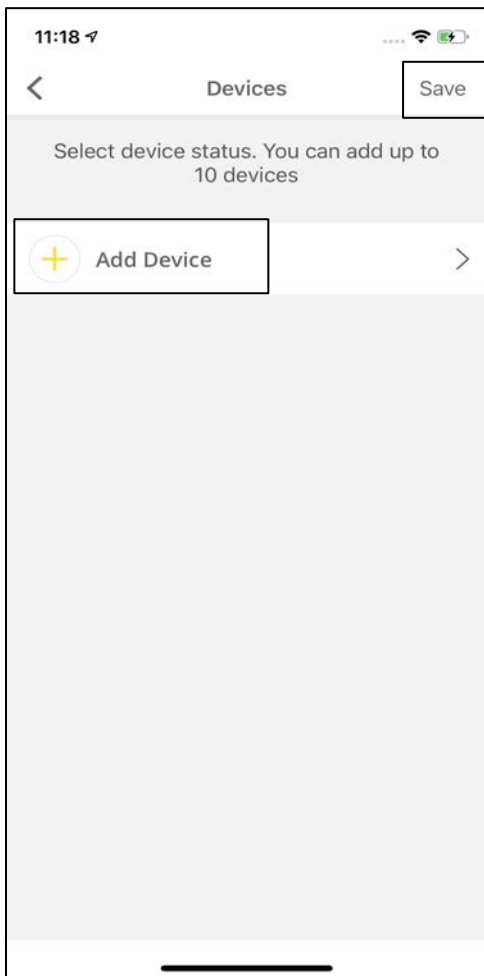 11:18
Devices
Save
Select device status. You can add up to
10 devices
Add Device